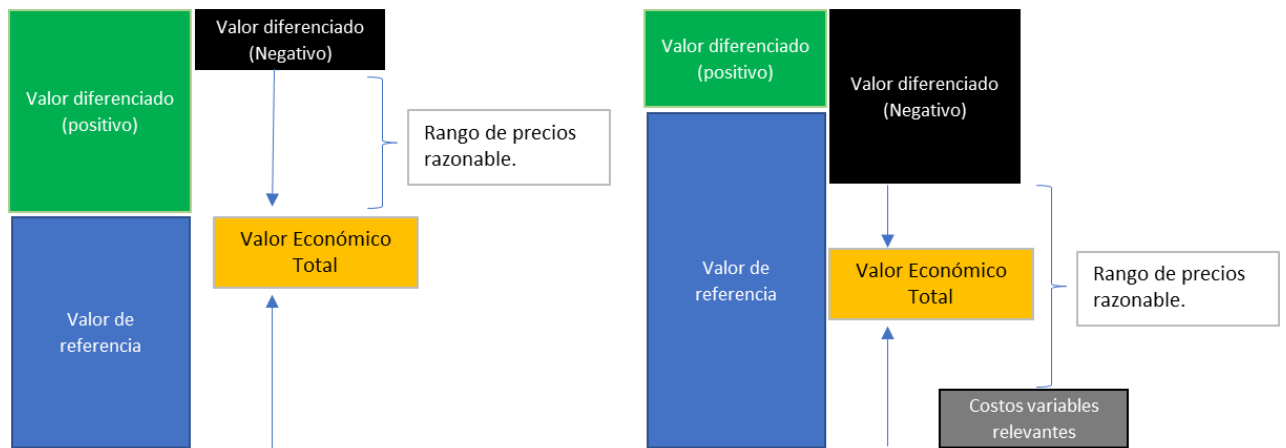 Valor diferenciado
(positivo)
Valor diferenciado
(Negativo)
Rango de precios
razonable.
Valor Económico
Total
Valor de
referencia
Valor diferenciado
(positivo)
Valor diferenciado
(Negativo)
Valor de
referencia
Valor Económico
Total
Rango de precios
razonable.
Costos variables
relevantes